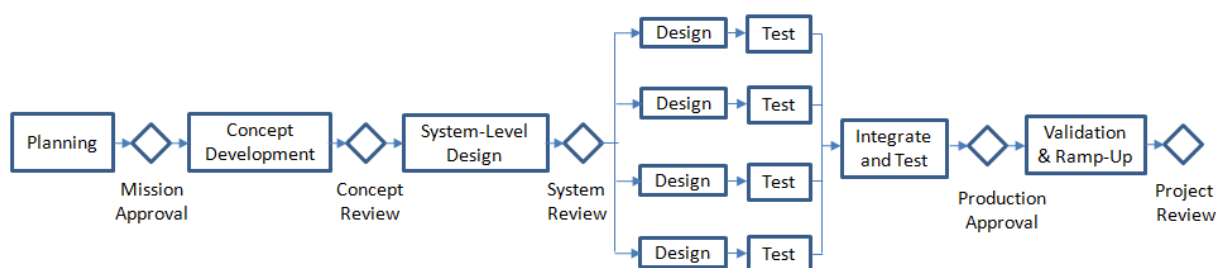 Planning
Mission
Approval
Concept
Development
Concept
Review
System-Level
Design
System
Review
Design
Test
Design
Test
Design
Test
Design
Test
Integrate
and Test
Production
Approval
Validation
& Ramp-Up
Project
Review